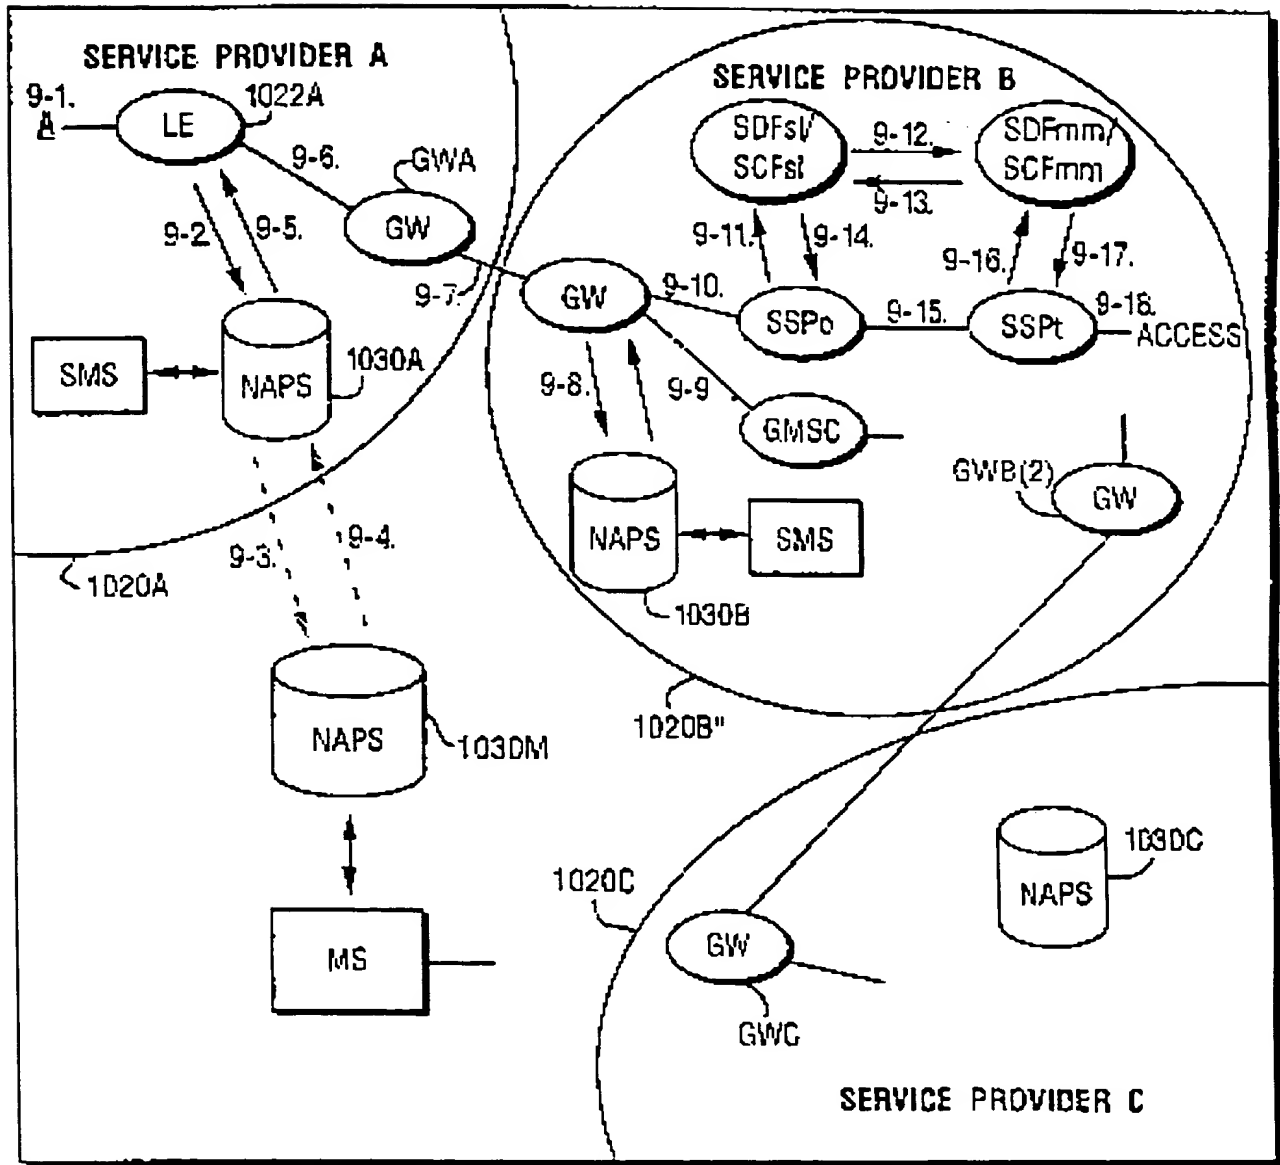 SERVICE PROVIDER A
9-1.
A
LE
1022A
9-6.
GWA
GW
9-2
9-5.
9-7.
SMS
NAPS
1030A
9-3.
9-4.
1020A
NAPS
1030M
MS
SERVICE PROVIDER B
SDFsl/
SCFsl
9-12.
9-13.
SDFmm/
SCFmm
9-11.
9-14.
9-16.
9-17.
GW
9-10.
SSPo
9-15.
SSPt
9-18.
ACCESS
9-8.
9-9
GMSC
GWB(2)
GW
NAPS
SMS
1030B
1020B"
1020C
GW
GWC
NAPS
1030C
SERVICE PROVIDER C